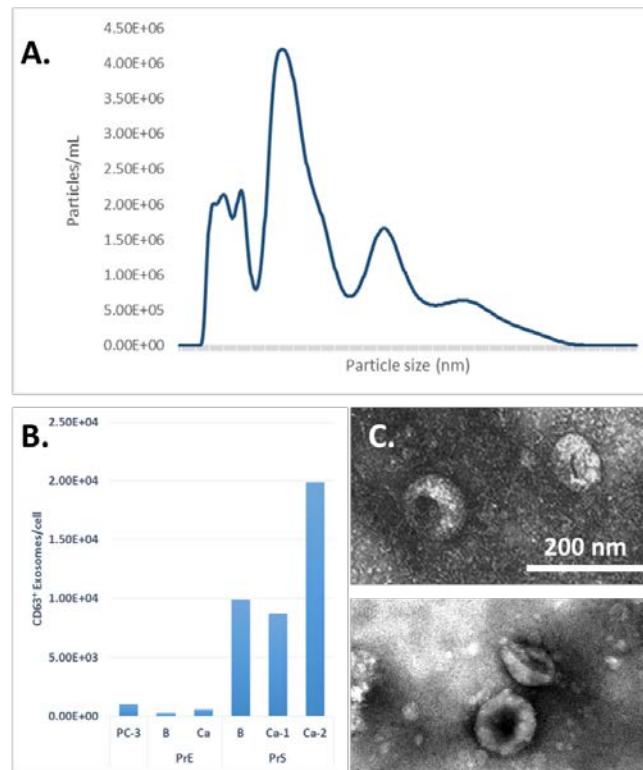 A.
4.50E+06
4.00E+06
3.50E+06
3.00E+06
2.50E+06
2.00E+06
1.50E+06
1.00E+06
5.00E+05
0.00E+00
Particles/mL
Particle size (nm)
B.
2.50E+04
2.00E+04
1.50E+04
1.00E+04
5.00E+03
0.00E+00
CD63⁺ Exosomes/cell
PC-3 B Ca B Ca-1 Ca-2
PrE PrS
C.
200 nm